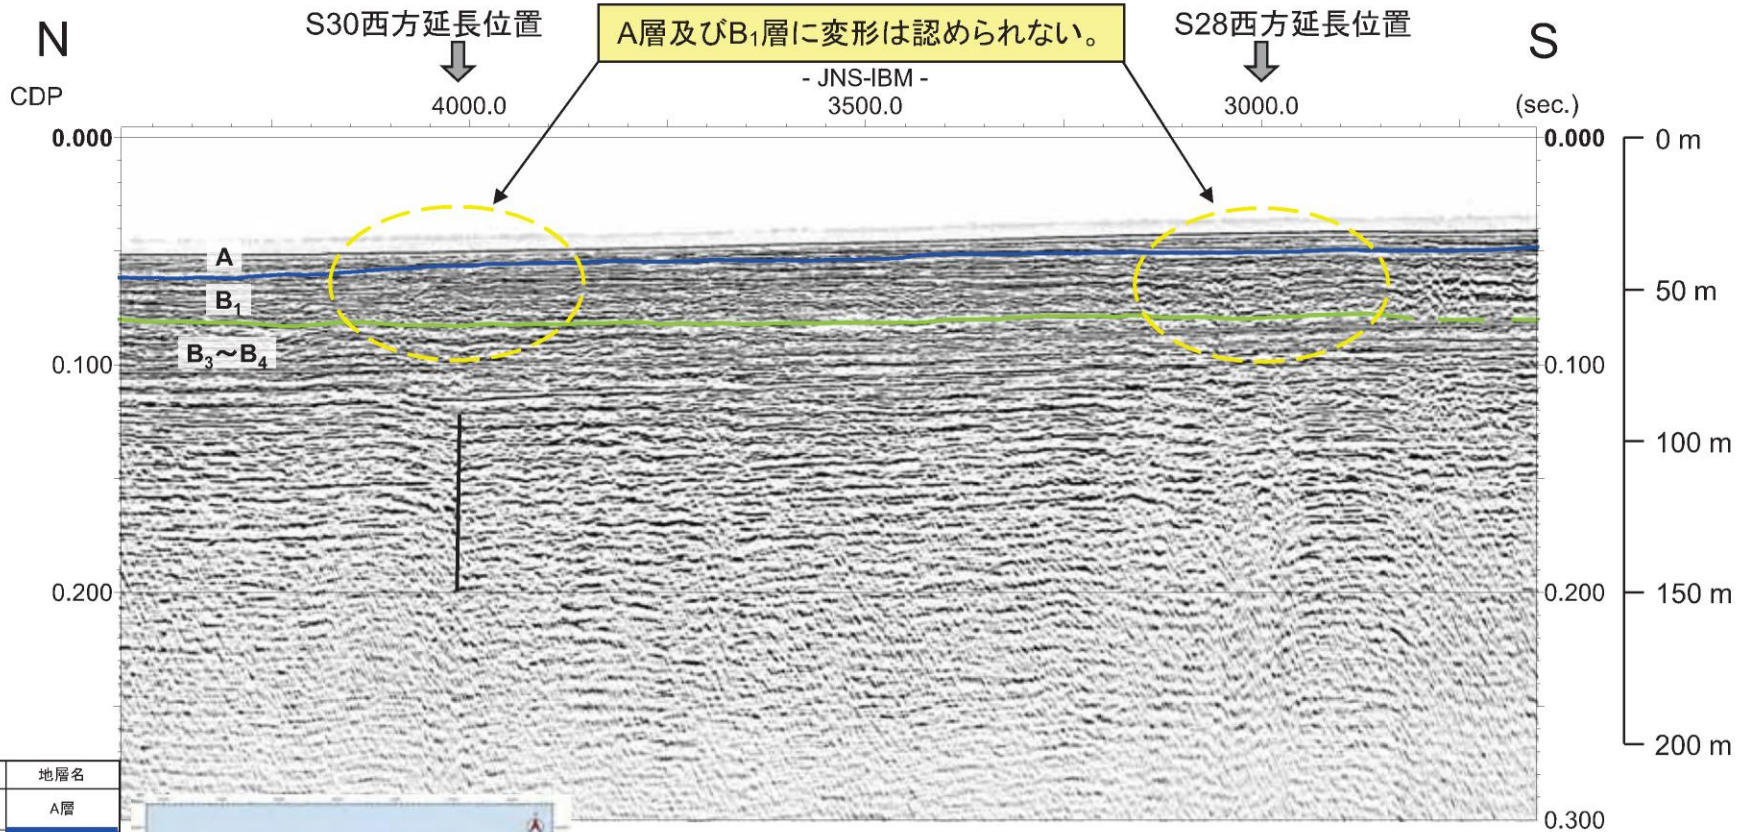 N
S30西方延長位置
A層及びB₁層に変形は認められない。
S28西方延長位置
S
CDP
- JNS-IBM -
4000.0
3500.0
3000.0
(sec.)
0.000
0.000
0 m
A
B₁
50 m
B₃～B₄
0.100
0.100
100 m
0.200
0.200
150 m
200 m
地層名
A層
0.300